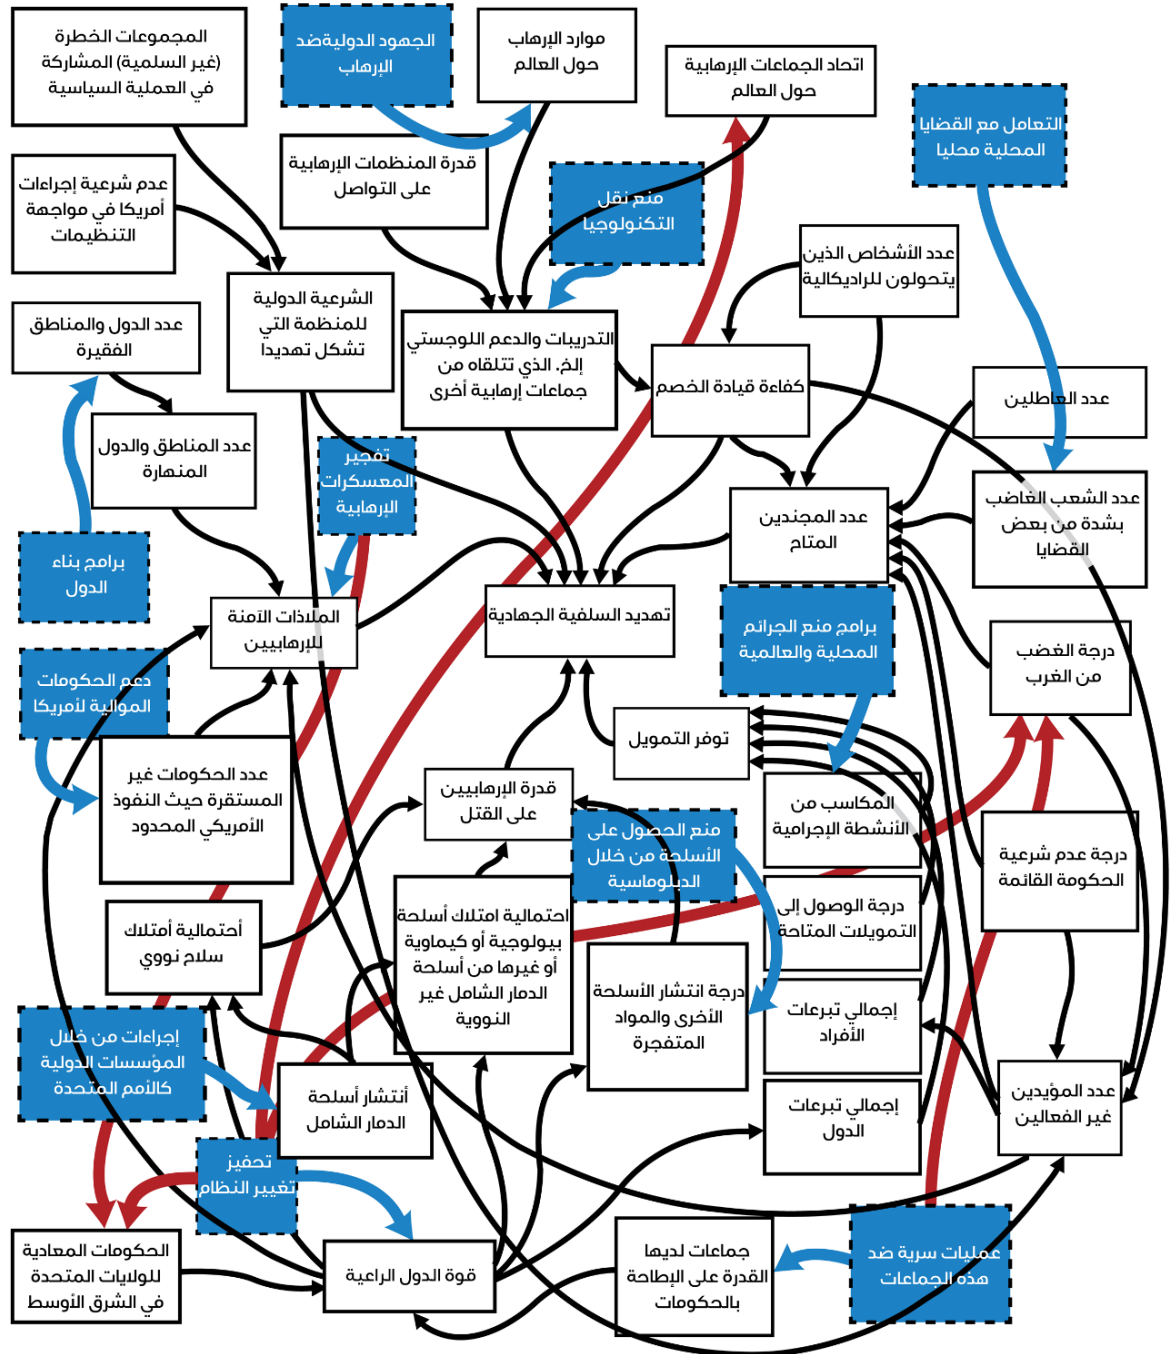 المجموعات الخطرة
(غير السلمية) المشاركة
في العملية السياسية
الجهود الدوليةضد
الإرهاب
موارد الإرهاب
حول العالم
اتحاد الجماعات الإرهابية
حول العالم
التعامل مع القضايا
المحلية محليا
عدم شرعية إجراءات
أمريكا في مواجهة
التنظيمات
قدرة المنظمات الإرهابية
على التواصل
منع نقل
التكنولوجيا
عدد الأشخاص الذين
يتحولون للراديكالية
الشرعية الدولية
للمنظمة التي
تشكل تهديدا
عدد الدول والمناطق
الفقيرة
التدريبات والدعم اللوجستي
إلخ. الذي تتلقاه من
جماعات إرهابية أخرى
كفاءة قيادة الخصم
عدد العاطلين
عدد المناطق والدول
المنهارة
تفجير
المعسكرات
الإرهابية
عدد المجندين
المتاح
عدد الشعب الغاضب
بشدة من بعض
القضايا
برامج بناء
الدول
الملاذات الآمنة
للإرهابيين
تهديد السلفية الجهادية
برامج منع الجرائم
المحلية والعالمية
درجة الغضب
من الغرب
دعم الحكومات
الموالية لأمريكا
توفر التمويل
عدد الحكومات غير
المستقرة حيث النفوذ
الأمريكي المحدود
قدرة الإرهابيين
على القتل
منع الحصول على
الأسلحة من خلال
الدبلوماسية
المكاسب من
الأنشطة الإجرامية
درجة عدم شرعية
الحكومة القائمة
أحتمالية أمتلاك
سلاح نووي
احتمالية امتلاك أسلحة
بيولوجية أو كيماوية
أو غيرها من أسلحة
الدمار الشامل غير
النووية
درجة الوصول إلى
التمويلات المتاحة
درجة انتشار الأسلحة
الأخرى والمواد
المتفجرة
إجمالي تبرعات
الأفراد
إجراءات من خلال
المؤسسات الدولية
كالأمم المتحدة
أنتشار أسلحة
الدمار الشامل
إجمالي تبرعات
الدول
عدد المؤيدين
غير الفعالين
تحفيز
تغيير النظام
الحكومات المعادية
للولايات المتحدة
في الشرق الأوسط
قوة الدول الراعية
جماعات لديها
القدرة على الإطاحة
بالحكومات
عمليات سرية ضد
هذه الجماعات